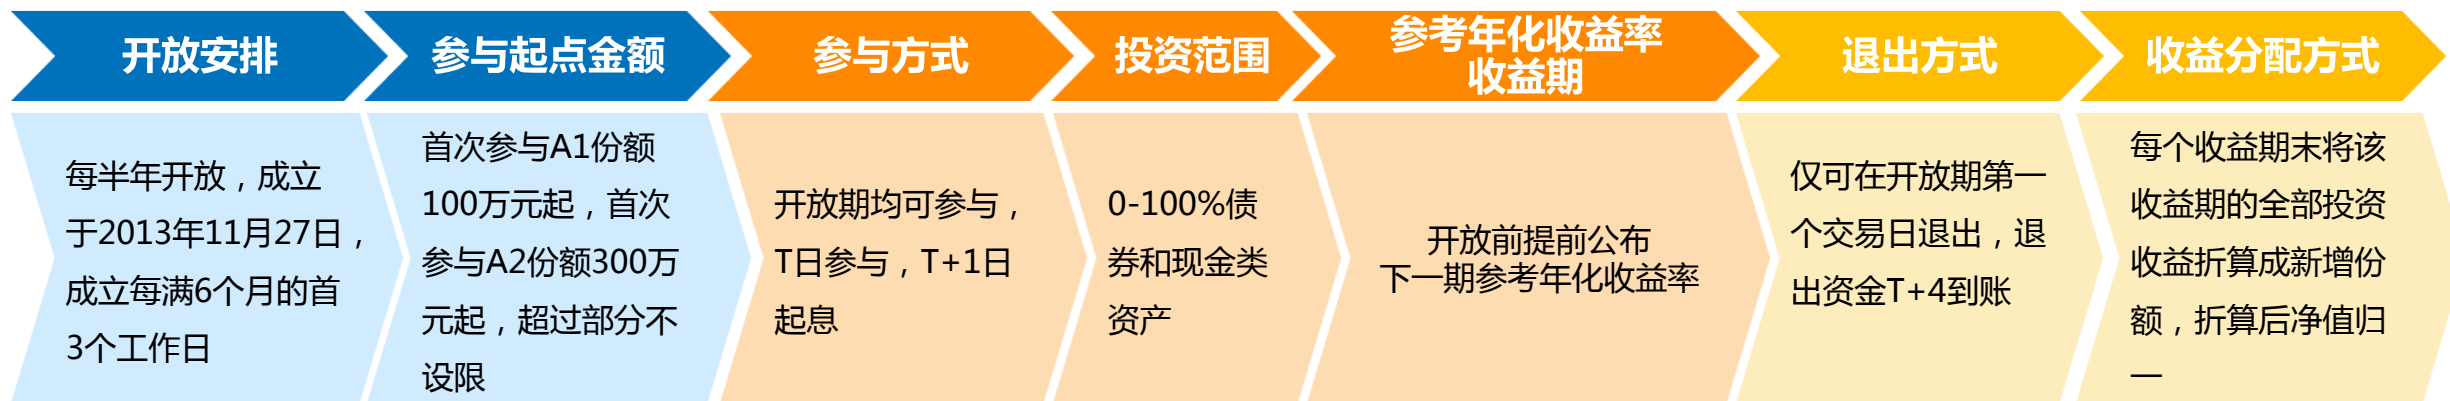 开放安排
每半年开放，成立
于2013年11月27日，
成立每满6个月的首
3个工作日
参与起点金额
首次参与A1份额
100万元起，首次
参与A2份额300万
元起，超过部分不
设限
参与方式
开放期均可参与，
T日参与，T+1日
起息
投资范围
0-100%债
券和现金类
资产
参考年化收益率
收益期
开放前提前公布
下一期参考年化收益率
退出方式
仅可在开放期第一
个交易日退出，退
出资金T+4到账
收益分配方式
每个收益期末将该
收益期的全部投资
收益折算成新增份
额，折算后净值归
一